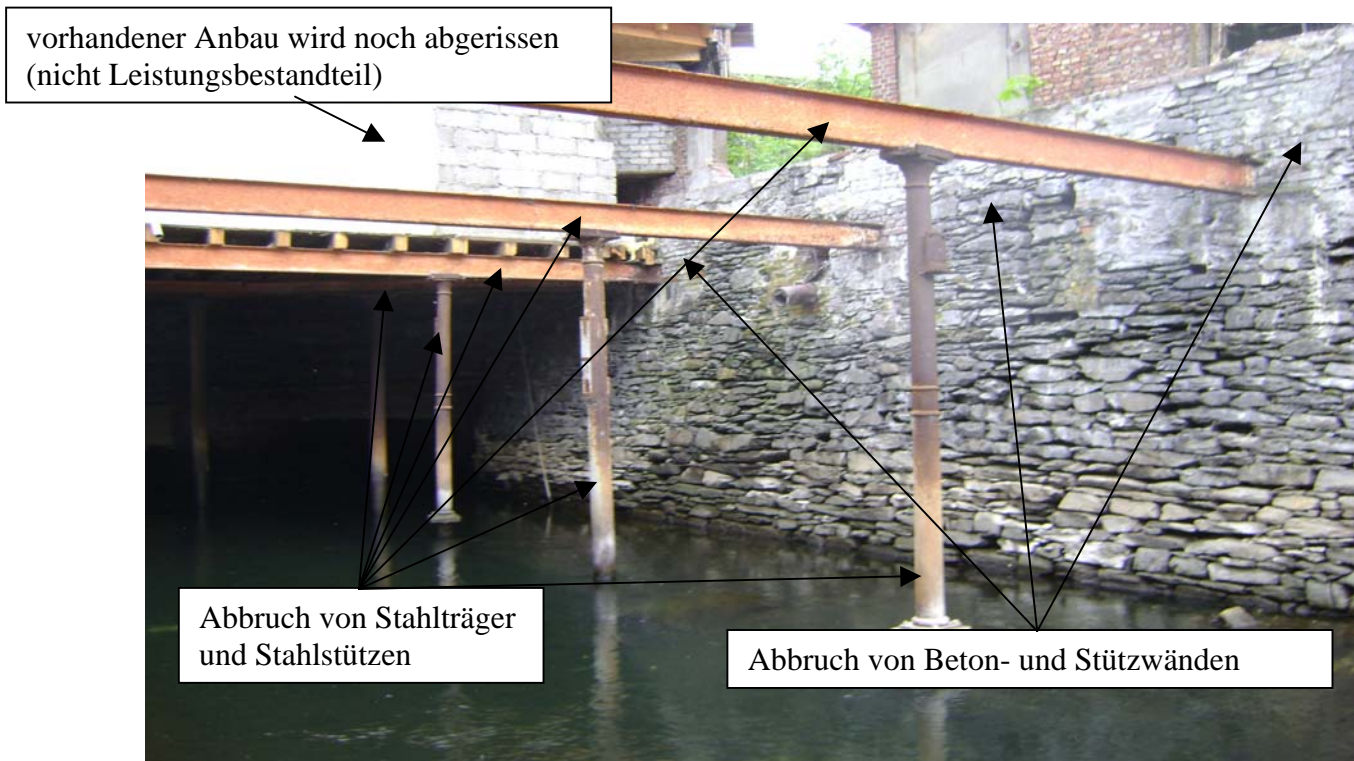 vorhandener Anbau wird noch abgerissen
(nicht Leistungsbestandteil)
Abbruch von Stahlträger
und Stahlstützen
Abbruch von Beton- und Stützwänden